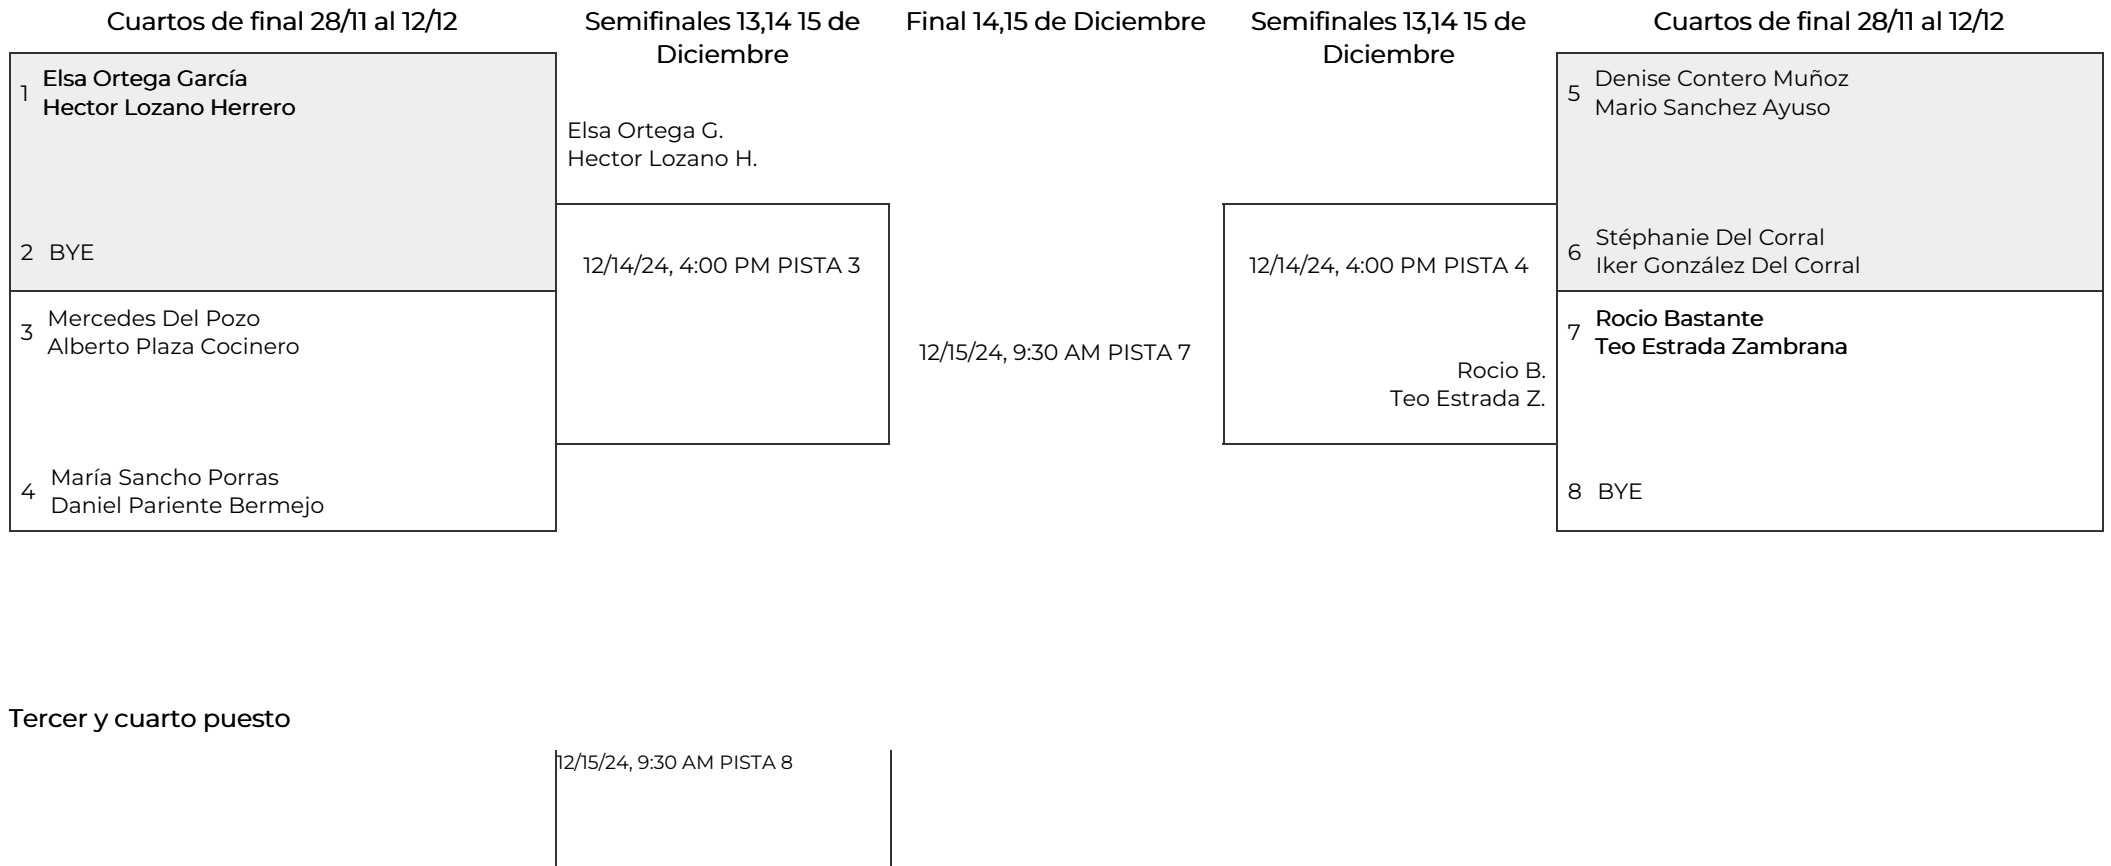 Cuartos de final 28/11 al 12/12
Semifinales 13,14 15 de
Diciembre
Final 14,15 de Diciembre
Semifinales 13,14 15 de
Diciembre
Cuartos de final 28/11 al 12/12
1
Elsa Ortega García
Hector Lozano Herrero
2 BYE
3
Mercedes Del Pozo
Alberto Plaza Cocinero
4
María Sancho Porras
Daniel Pariente Bermejo
Elsa Ortega G.
Hector Lozano H.
12/14/24, 4:00 PM PISTA 3
12/15/24, 9:30 AM PISTA 7
12/14/24, 4:00 PM PISTA 4
Rocio B.
Teo Estrada Z.
5
Denise Contero Muñoz
Mario Sanchez Ayuso
6
Stéphanie Del Corral
Iker González Del Corral
7
Rocio Bastante
Teo Estrada Zambrana
8 BYE
Tercer y cuarto puesto
12/15/24, 9:30 AM PISTA 8